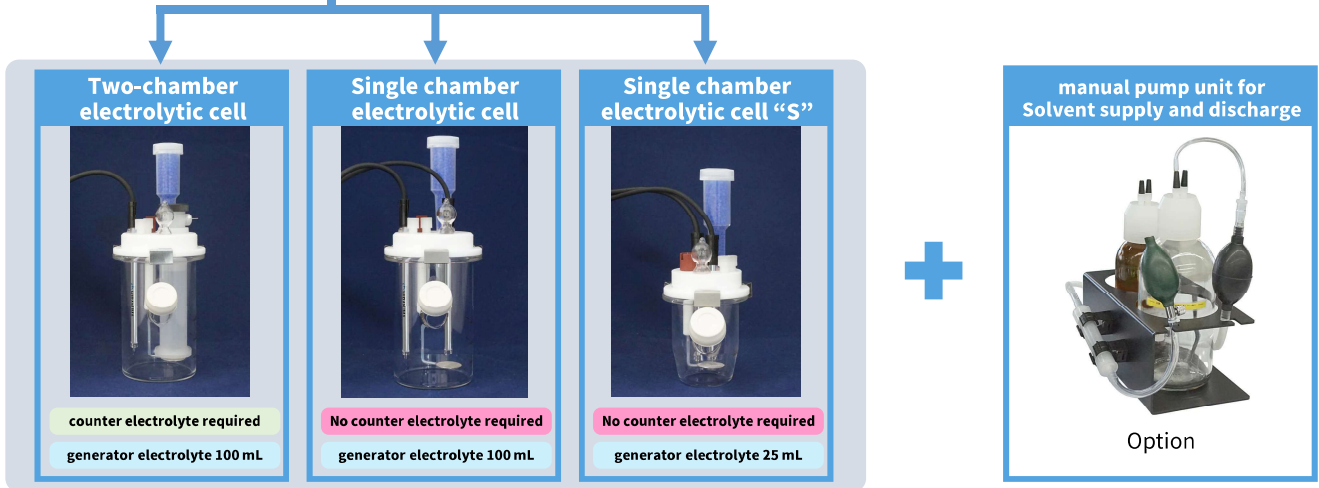 Two-chamber
electrolytic cell
counter electrolyte required
generator electrolyte 100 mL
Single chamber
electrolytic cell
No counter electrolyte required
generator electrolyte 100 mL
Single chamber
electrolytic cell “S”
No counter electrolyte required
generator electrolyte 25 mL
manual pump unit for
Solvent supply and discharge
Option